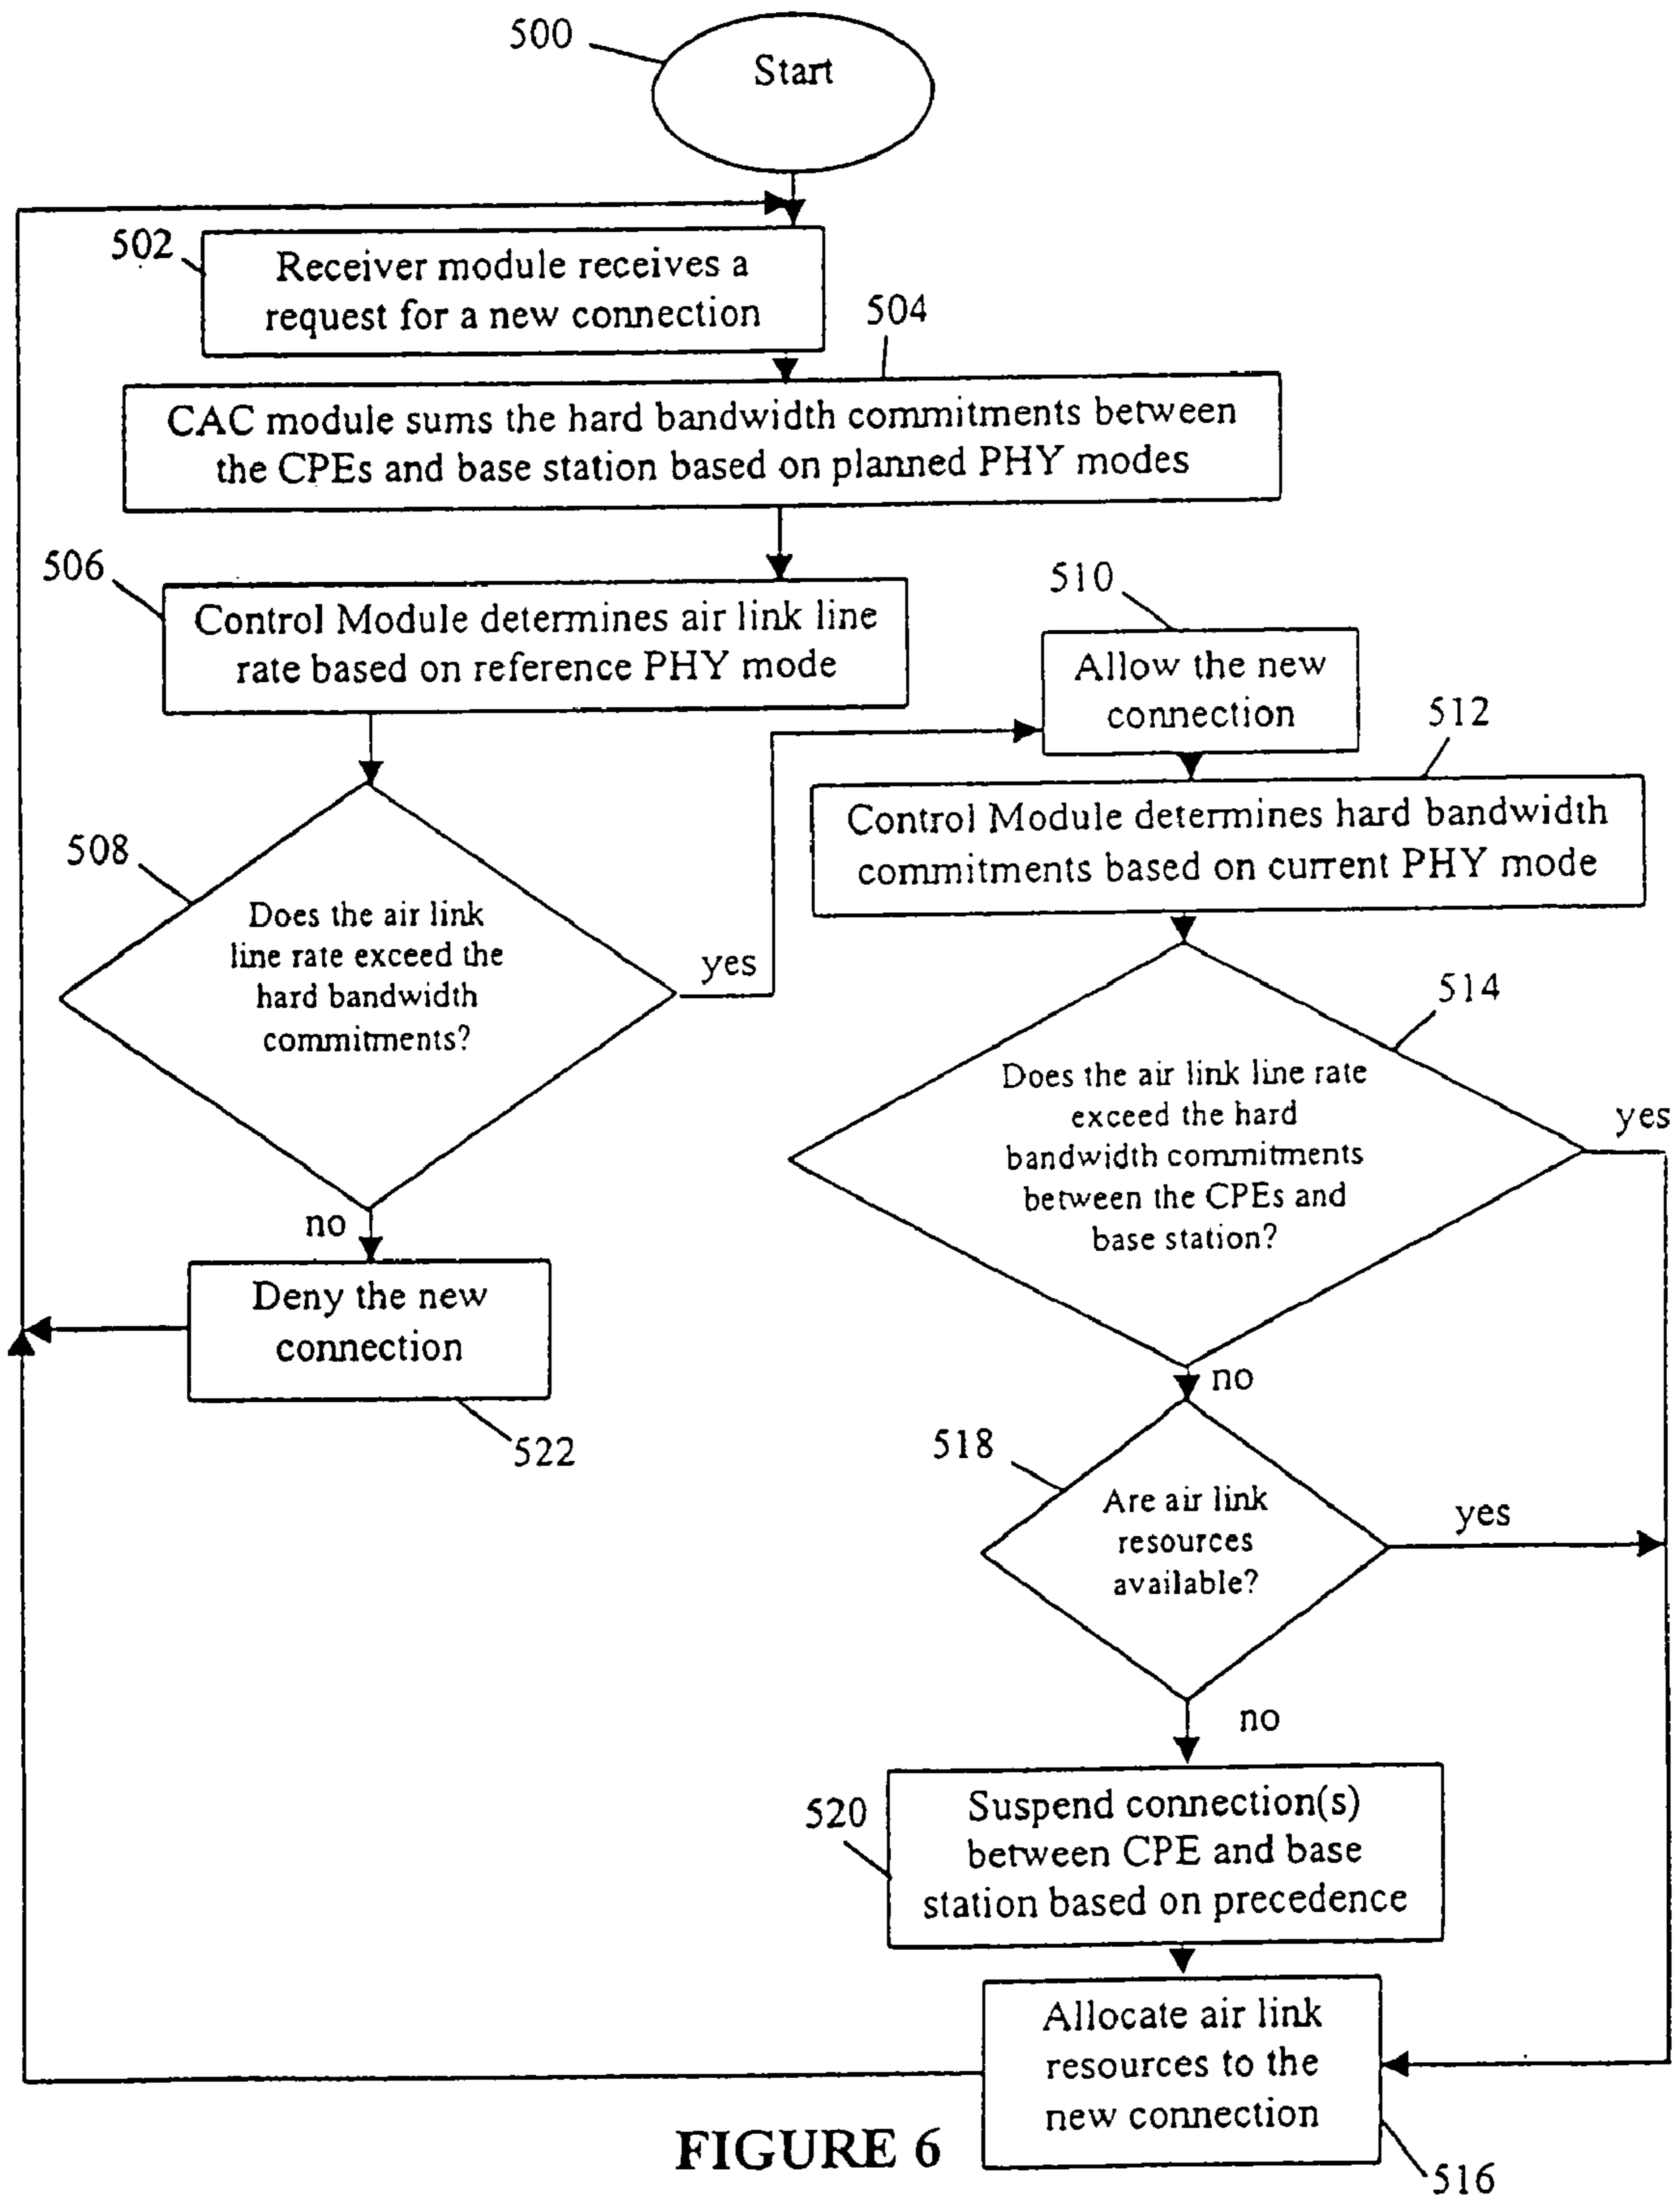 500
Start
502
Receiver module receives a
request for a new connection
504
CAC module sums the hard bandwidth commitments between
the CPEs and base station based on planned PHY modes
506
Control Module determines air link line
rate based on reference PHY mode
510
Allow the new
connection
512
Control Module determines hard bandwidth
commitments based on current PHY mode
508
Does the air link
line rate exceed the
hard bandwidth
commitments?
yes
no
514
Does the air link line rate
exceed the hard
bandwidth commitments
between the CPEs and
base station?
yes
no
Deny the new
connection
522
518
Are air link
resources
available?
yes
no
520
Suspend connection(s)
between CPE and base
station based on precedence
Allocate air link
resources to the
new connection
516
FIGURE 6